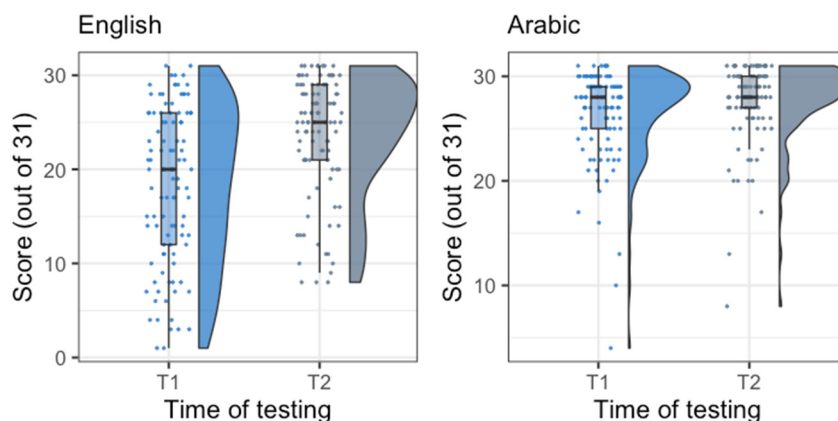 English
Score (out of 31)
30
20
10
0
T1 T2
Time of testing
Arabic
Score (out of 31)
30
20
10
T1 T2
Time of testing